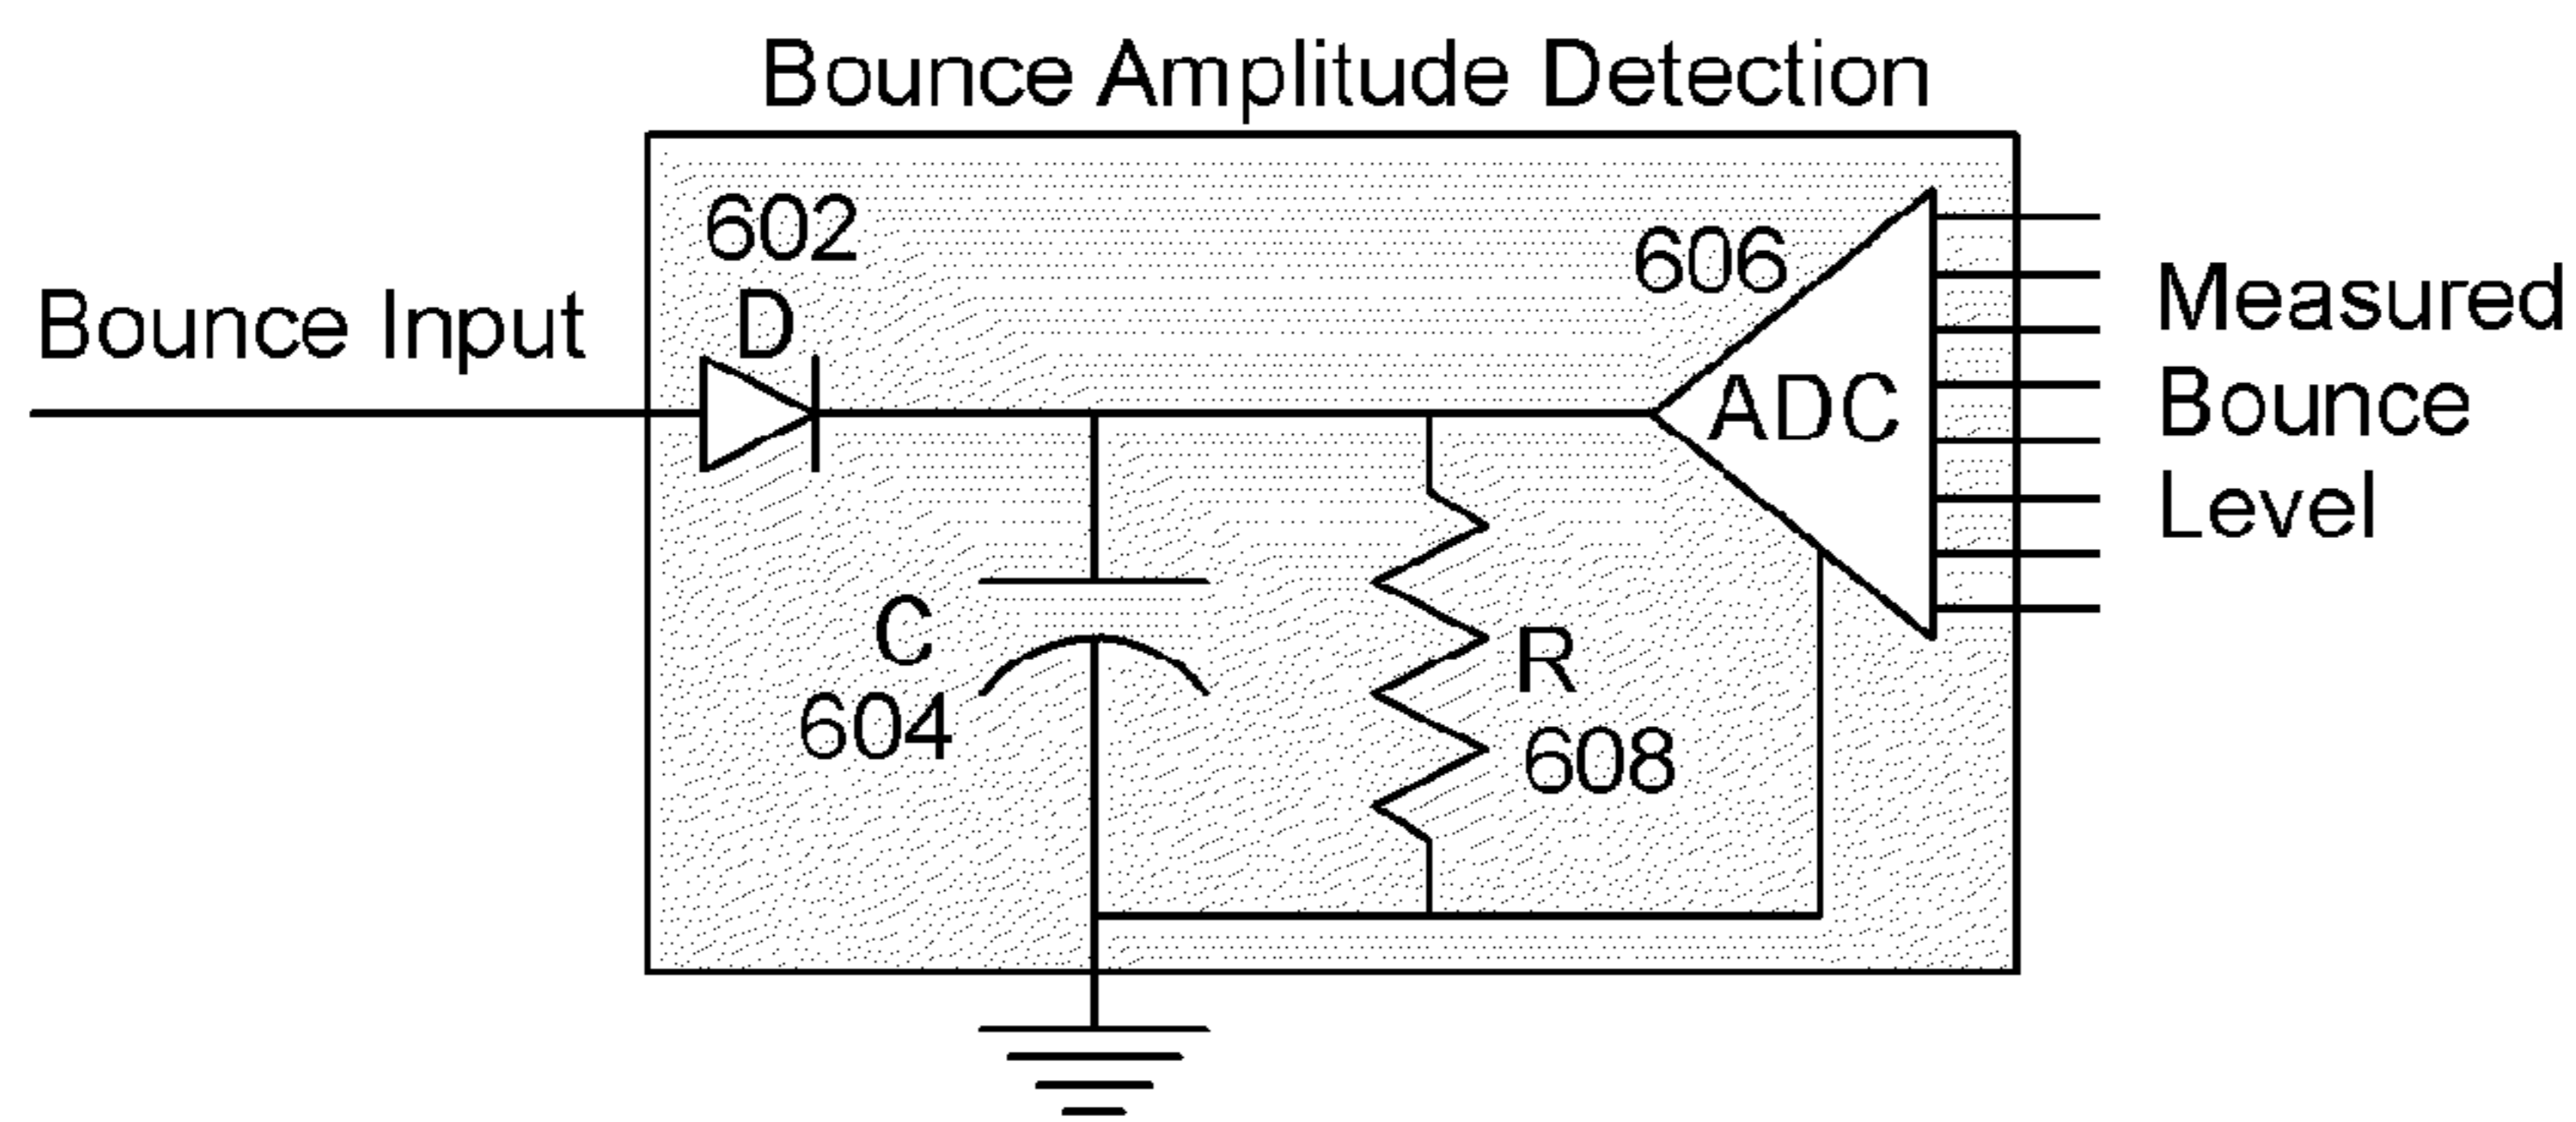 Bounce Amplitude Detection
602
D
Bounce Input
606
ADC
Measured
Bounce
Level
C
604
R
608